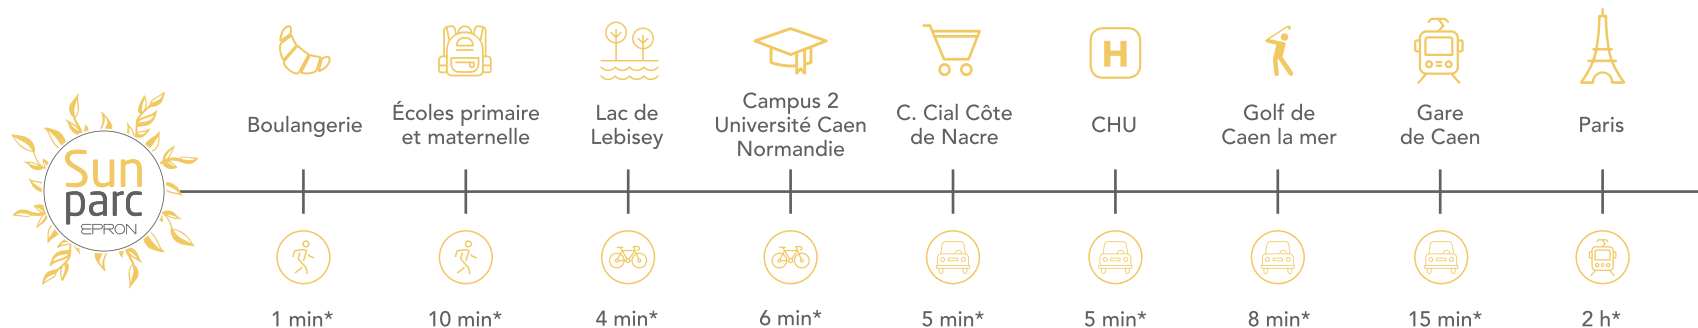 Sun
parc
EPRON
Boulangerie
Écoles primaire
et maternelle
Lac de
Lebisey
Campus 2
Université Caen
Normandie
C. Cial Côte
de Nacre
H
CHU
Golf de
Caen la mer
Gare
de Caen
Paris
1 min*
10 min*
4 min*
6 min*
5 min*
5 min*
8 min*
15 min*
2 h*